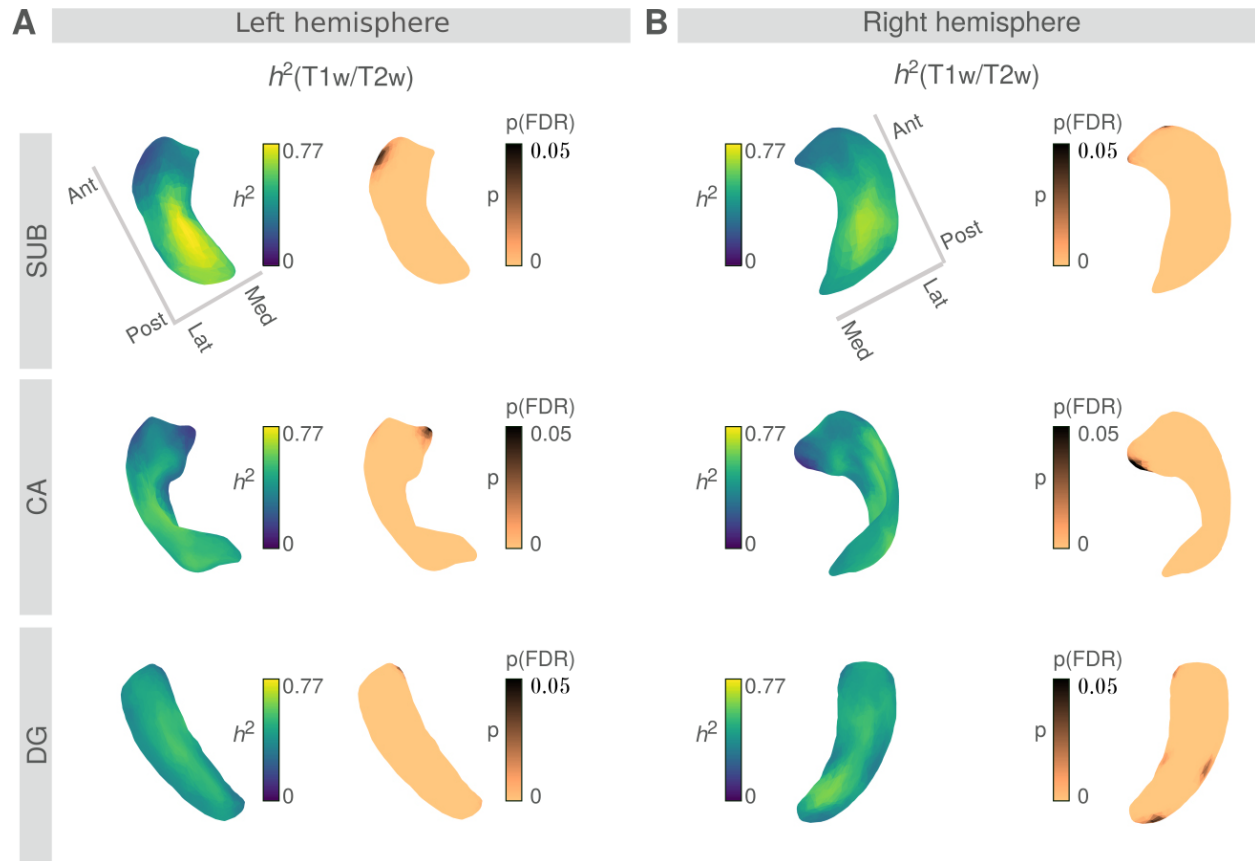 A
Left hemisphere
B
Right hemisphere
h²(T1w/T2w)
h²(T1w/T2w)
SUB
Ant
Post
Lat
Med
h²
0.77
0
p(FDR)
0.05
p
0
h²
0.77
0
Ant
Post
Lat
Med
p(FDR)
0.05
p
0
CA
h²
0.77
0
p(FDR)
0.05
p
0
h²
0.77
0
p(FDR)
0.05
p
0
DG
h²
0.77
0
p(FDR)
0.05
p
0
h²
0.77
0
p(FDR)
0.05
p
0